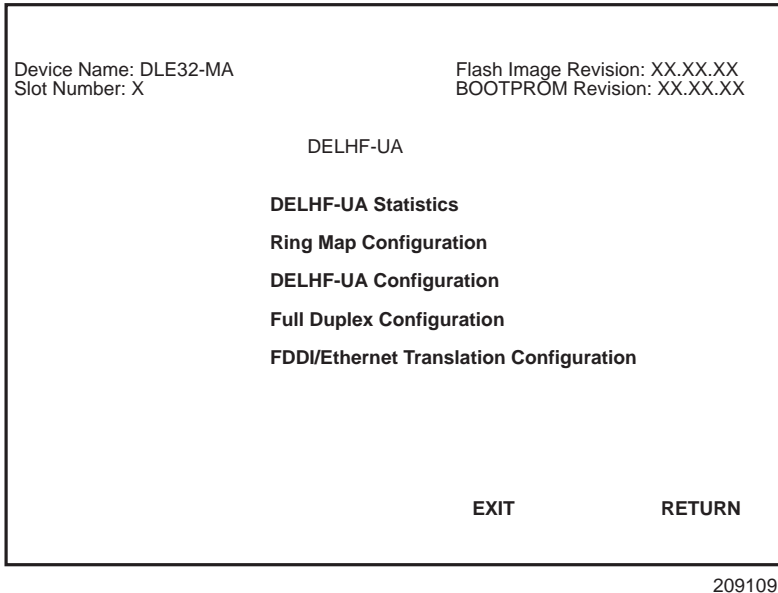 Device Name: DLE32-MA Flash Image Revision: XX.XX.XX
Slot Number: X BOOTPROM Revision: XX.XX.XX
DELHF-UA
DELHF-UA Statistics
Ring Map Configuration
DELHF-UA Configuration
Full Duplex Configuration
FDDI/Ethernet Translation Configuration
EXIT RETURN
209109